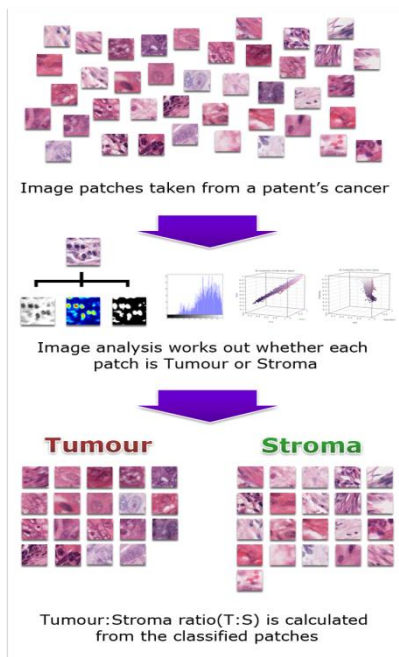 Image patches taken from a patent's cancer
Image analysis works out whether each
patch is Tumour or Stroma
Tumour
Stroma
Tumour:Stroma ratio(T:S) is calculated
from the classified patches